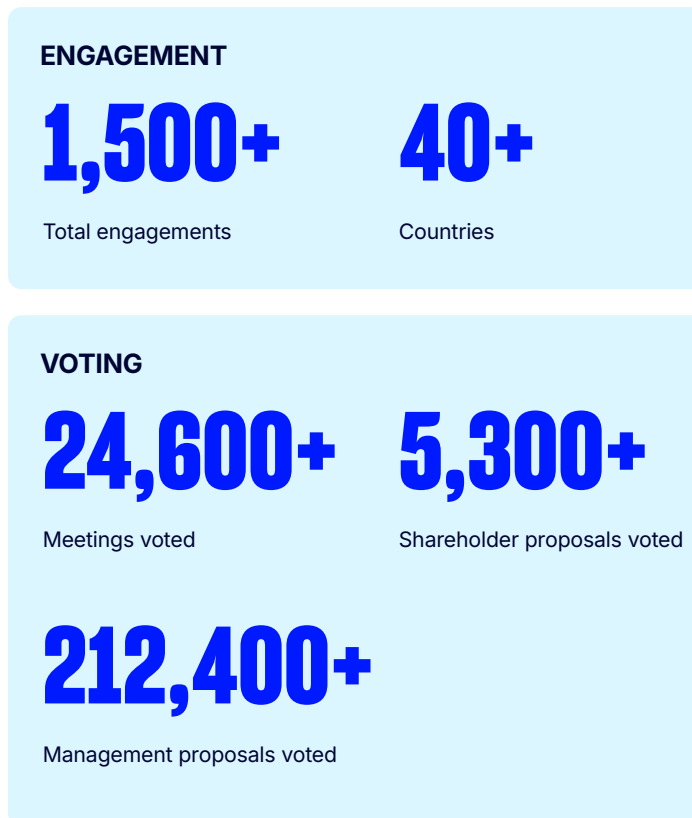 ENGAGEMENT
1,500+ 40+
Total engagements Countries
VOTING
24,600+ 5,300+
Meetings voted Shareholder proposals voted
212,400+
Management proposals voted